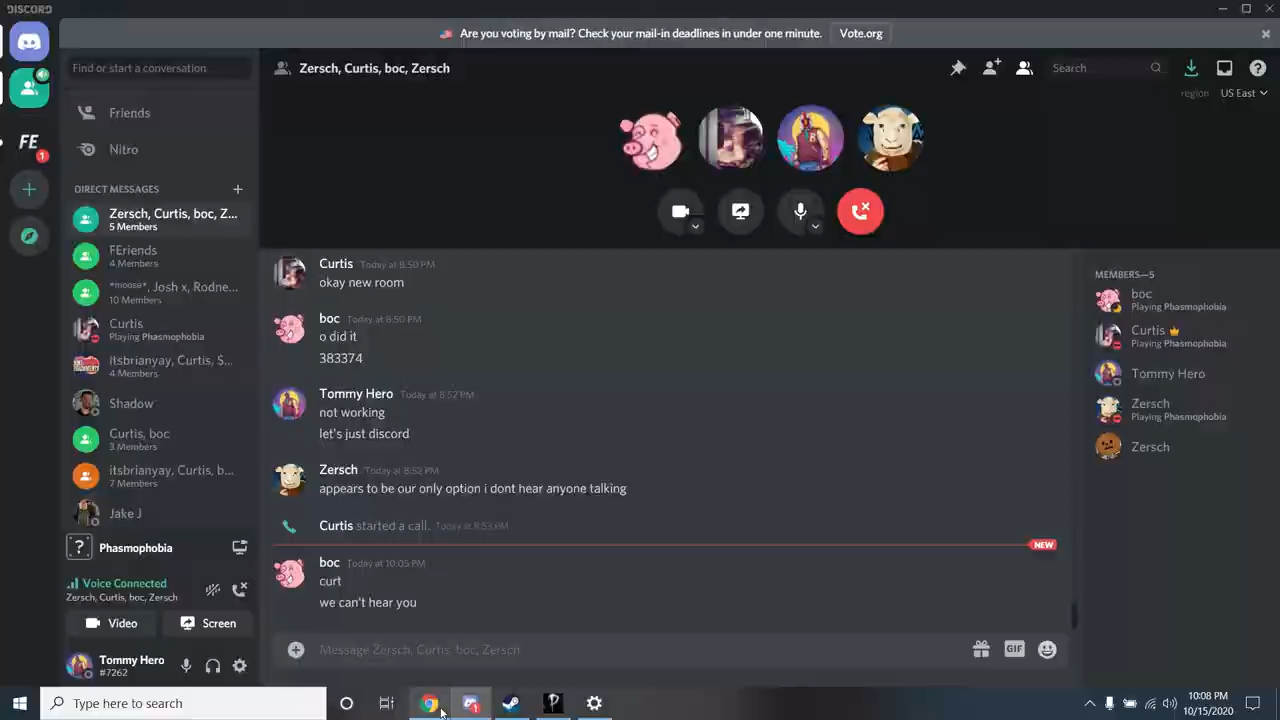 DISCORD
Are you voting by mail? Check your mail-in deadlines in under one minute. Vote.org
Find or start a conversation
Zersch, Curtis, boc, Zersch
Search
region US East
Friends
Nitro
FE
1
DIRECT MESSAGES
Zersch, Curtis, boc, Z...
5 Members
FEriends
4 Members
*moose*, Josh x, Rodne...
10 Members
Curtis
Playing Phasmophobia
itsbrianyay, Curtis, S...
4 Members
Shadow
Curtis, boc
3 Members
itsbrianyay, Curtis, b...
7 Members
Jake J
? Phasmophobia
Voice Connected
Zersch, Curtis, boc, Zersch
Video Screen
Tommy Hero
#7262
Curtis Today at 8:50 PM
okay new room
boc Today at 8:50 PM
o did it
383374
Tommy Hero Today at 8:52 PM
not working
let's just discord
Zersch Today at 8:52 PM
appears to be our only option i dont hear anyone talking
Curtis started a call. Today at 8:53 PM
NEW
boc Today at 10:05 PM
curt
we can't hear you
Message Zersch, Curtis, boc, Zersch
GIF
MEMBERS—5
boc
Playing Phasmophobia
Curtis
Playing Phasmophobia
Tommy Hero
Zersch
Playing Phasmophobia
Zersch
Type here to search
1
10:08 PM
10/15/2020